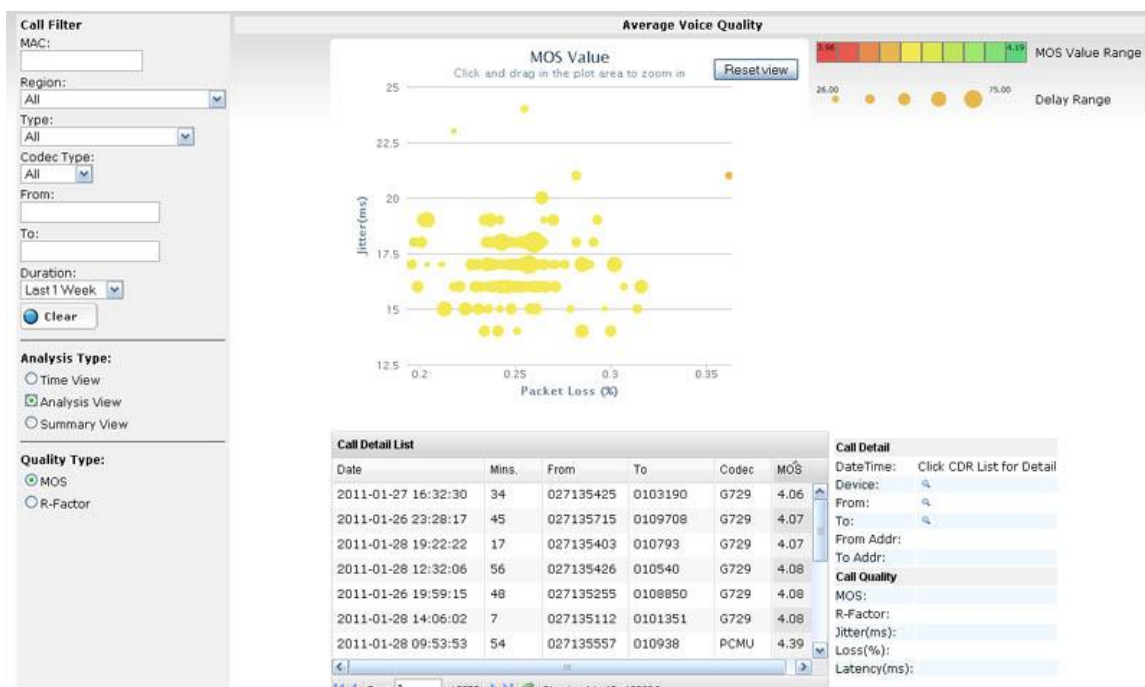 Call Filter
MAC:
Region:
All
Type:
All
Codec Type:
All
From:
To:
Duration:
Last 1 Week
Clear
Analysis Type:
Time View
Analysis View
Summary View
Quality Type:
MOS
R-Factor
Average Voice Quality
MOS Value
Click and drag in the plot area to zoom in
Reset view
3.96 4.19 MOS Value Range
26.00 75.00 Delay Range
25
22.5
20
17.5
15
12.5
Jitter(ms)
0.2 0.25 0.3 0.35
Packet Loss (%)
Call Detail List
Date Mins. From To Codec MOS
2011-01-27 16:32:30 34 027135425 0103190 G729 4.06
2011-01-26 23:28:17 45 027135715 0109708 G729 4.07
2011-01-28 19:22:22 17 027135403 010793 G729 4.07
2011-01-28 12:32:06 56 027135426 010540 G729 4.08
2011-01-26 19:59:15 48 027135255 0108850 G729 4.08
2011-01-28 14:06:02 7 027135112 0101351 G729 4.08
2011-01-28 09:53:53 54 027135557 010938 PCMU 4.39
Call Detail
DateTime: Click CDR List for Detail
Device:
From:
To:
From Addr:
To Addr:
Call Quality
MOS:
R-Factor:
Jitter(ms):
Loss(%):
Latency(ms):